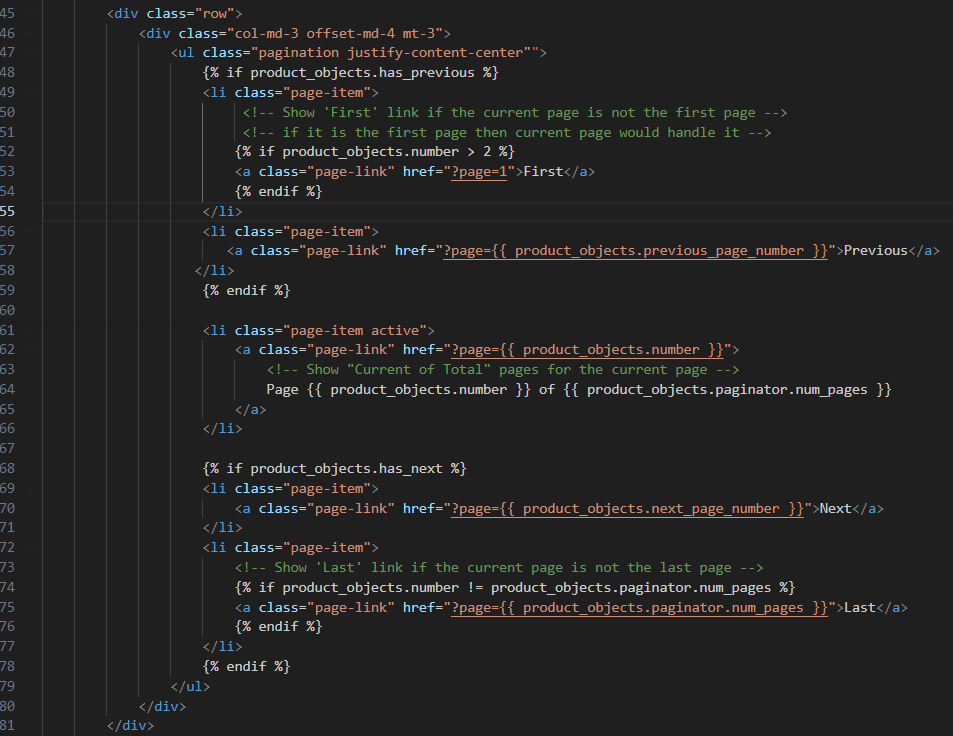 45 <div class="row">
46 <div class="col-md-3 offset-md-4 mt-3">
47 <ul class="pagination justify-content-center"">
48 {% if product_objects.has_previous %}
49 <li class="page-item">
50 <!-- Show 'First' link if the current page is not the first page -->
51 <!-- if it is the first page then current page would handle it -->
52 {% if product_objects.number > 2 %}
53 <a class="page-link" href="?page=1">First</a>
54 {% endif %}
55 </li>
56 <li class="page-item">
57 <a class="page-link" href="?page={{ product_objects.previous_page_number }}">Previous</a>
58 </li>
59 {% endif %}
60
61 <li class="page-item active">
62 <a class="page-link" href="?page={{ product_objects.number }}">
63 <!-- Show "Current of Total" pages for the current page -->
64 Page {{ product_objects.number }} of {{ product_objects.paginator.num_pages }}
65 </a>
66 </li>
67
68 {% if product_objects.has_next %}
69 <li class="page-item">
70 <a class="page-link" href="?page={{ product_objects.next_page_number }}">Next</a>
71 </li>
72 <li class="page-item">
73 <!-- Show 'Last' link if the current page is not the last page -->
74 {% if product_objects.number != product_objects.paginator.num_pages %}
75 <a class="page-link" href="?page={{ product_objects.paginator.num_pages }}">Last</a>
76 {% endif %}
77 </li>
78 {% endif %}
79 </ul>
80 </div>
81 </div>